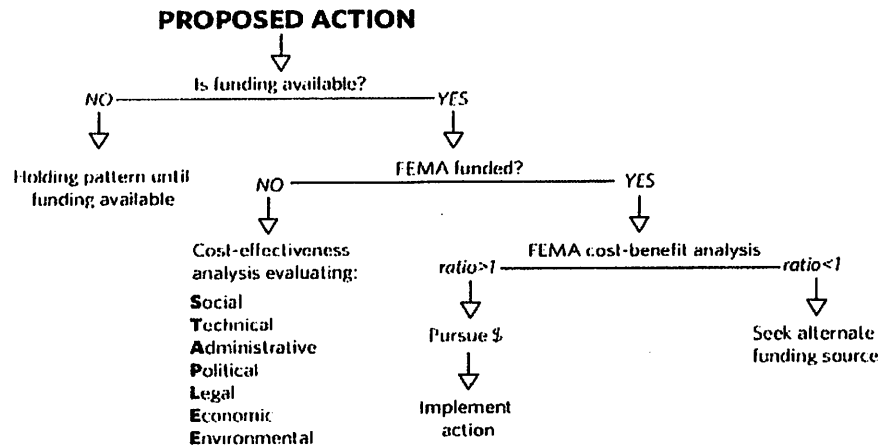 PROPOSED ACTION
Is funding available?
NO
YES
Holding pattern until
funding available
FEMA funded?
NO
YES
Cost-effectiveness
analysis evaluating:
Social
Technical
Administrative
Political
Legal
Economic
Environmental
FEMA cost-benefit analysis
ratio>1
ratio<1
Pursue $
Implement
action
Seek alternate
funding source